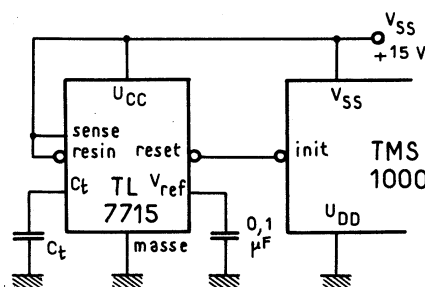 V_SS
+15 V
U_CC
V_SS
sense
resin
reset
init
TMS
1000
C_t
TL
7715
V_ref
U_DD
C_t
masse
0,1
μF